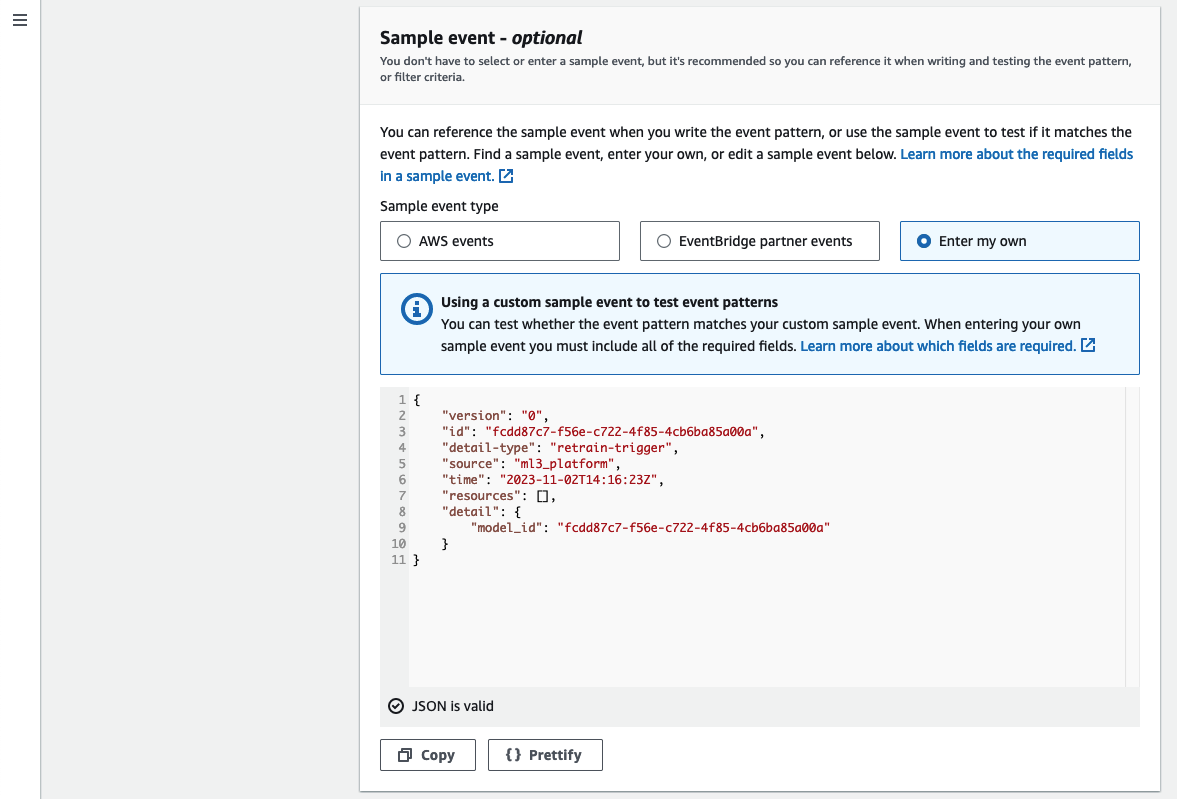 Sample event - optional
You don't have to select or enter a sample event, but it's recommended so you can reference it when writing and testing the event pattern,
or filter criteria.
You can reference the sample event when you write the event pattern, or use the sample event to test if it matches the
event pattern. Find a sample event, enter your own, or edit a sample event below. Learn more about the required fields
in a sample event.
Sample event type
AWS events
EventBridge partner events
Enter my own
Using a custom sample event to test event patterns
You can test whether the event pattern matches your custom sample event. When entering your own
sample event you must include all of the required fields. Learn more about which fields are required.
1 {
2     "version": "0",
3     "id": "fcdd87c7-f56e-c722-4f85-4cb6ba85a00a",
4     "detail-type": "retrain-trigger",
5     "source": "ml3_platform",
6     "time": "2023-11-02T14:16:23Z",
7     "resources": [],
8     "detail": {
9         "model_id": "fcdd87c7-f56e-c722-4f85-4cb6ba85a00a"
10     }
11 }
JSON is valid
Copy
{} Prettify